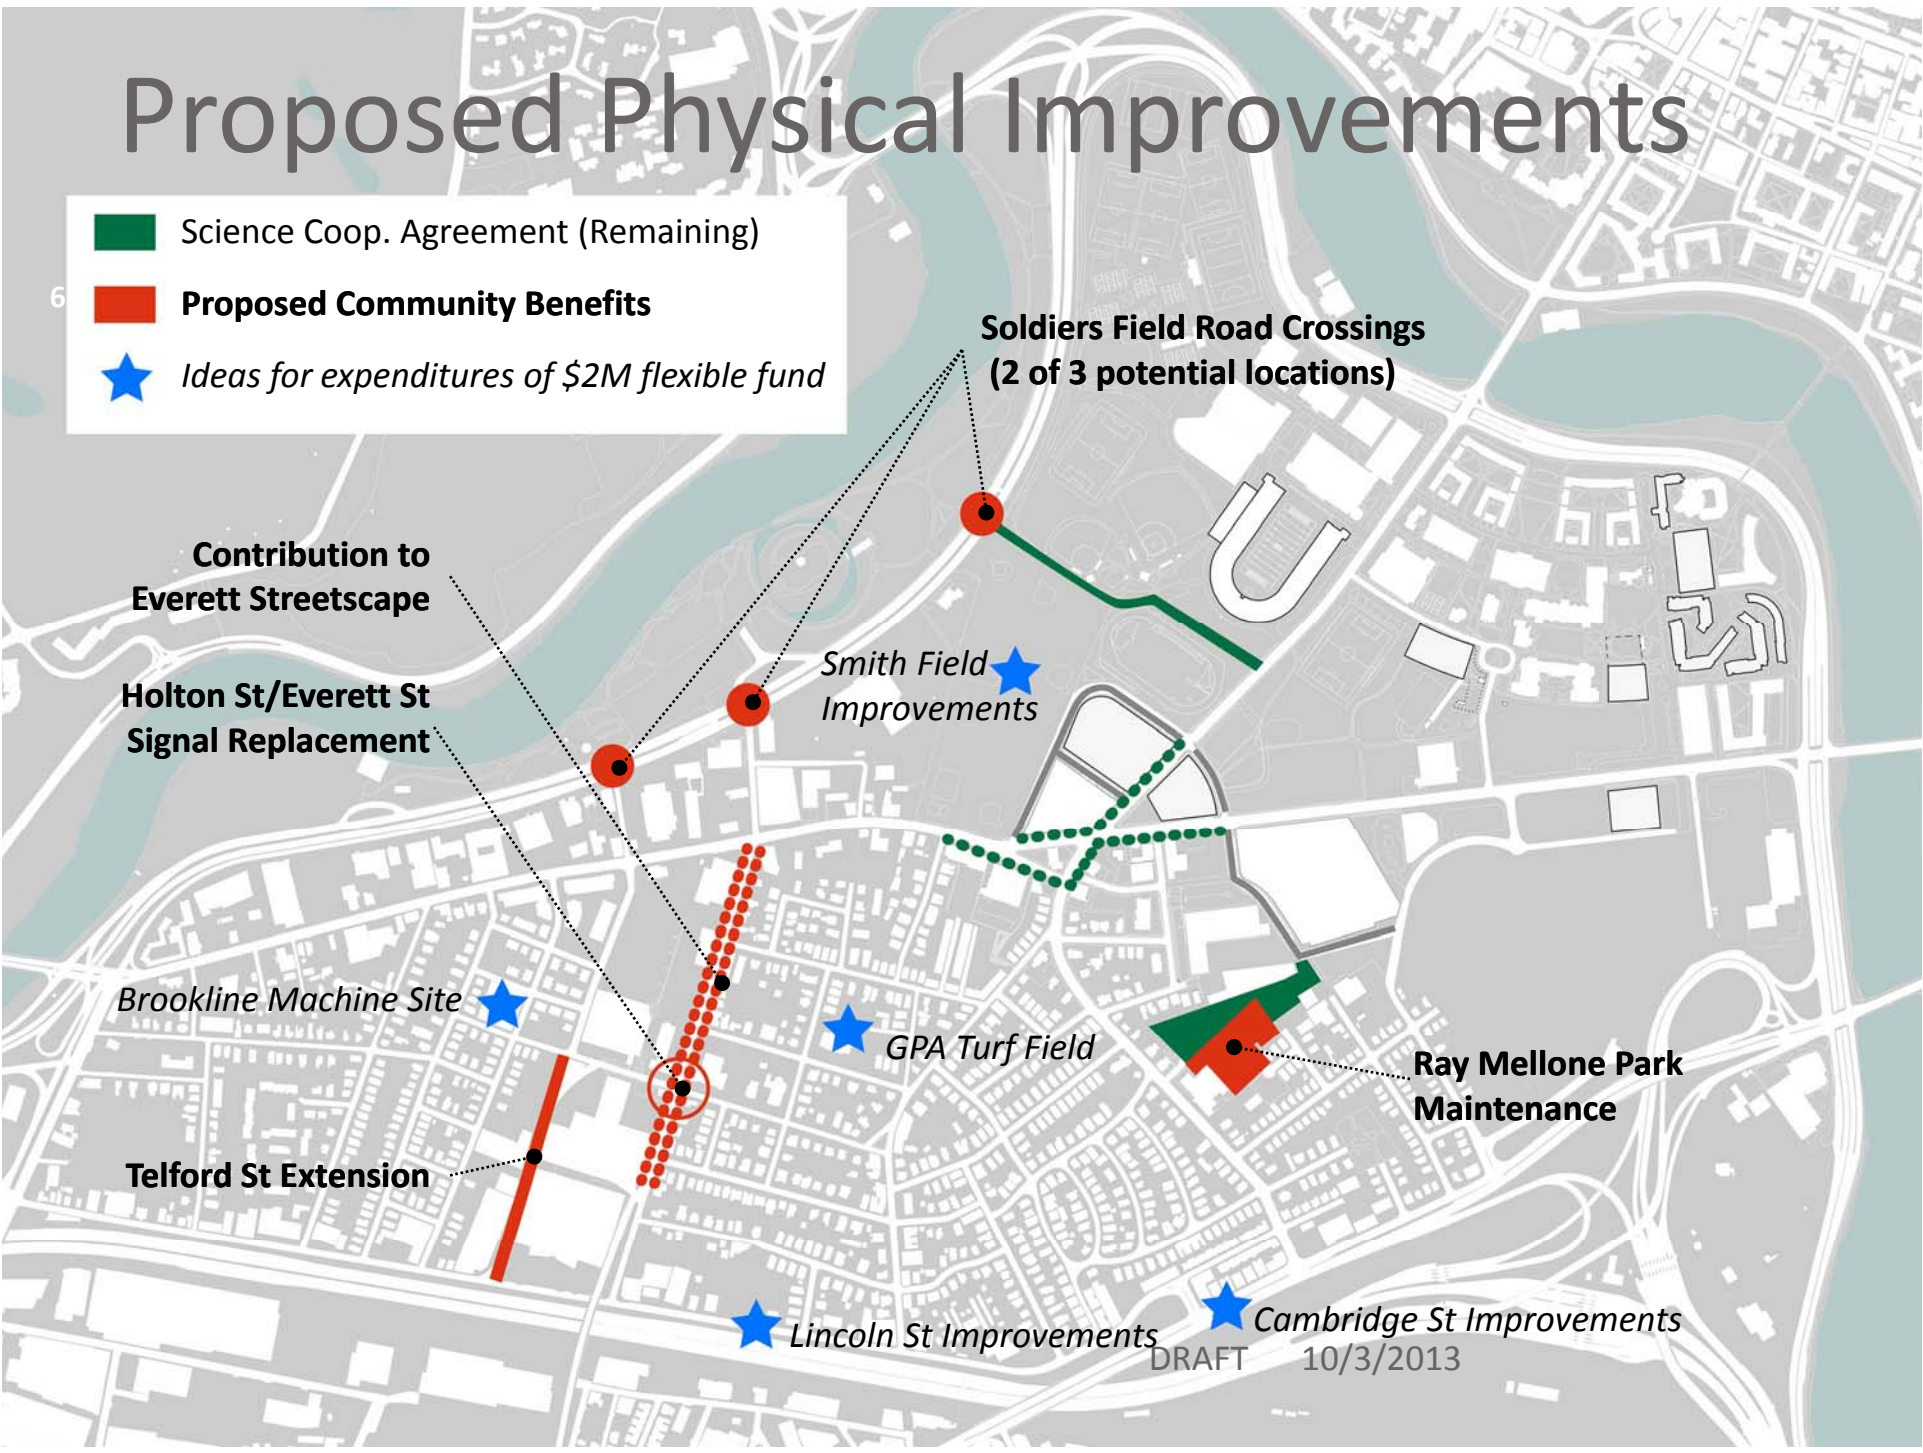 Proposed Physical Improvements
Science Coop. Agreement (Remaining)
6
Proposed Community Benefits
Ideas for expenditures of $2M flexible fund
Soldiers Field Road Crossings
(2 of 3 potential locations)
Contribution to
Everett Streetscape
Holton St/Everett St
Signal Replacement
Smith Field
Improvements
Brookline Machine Site
GPA Turf Field
Ray Mellone Park
Maintenance
Telford St Extension
Lincoln St Improvements
Cambridge St Improvements
DRAFT 10/3/2013